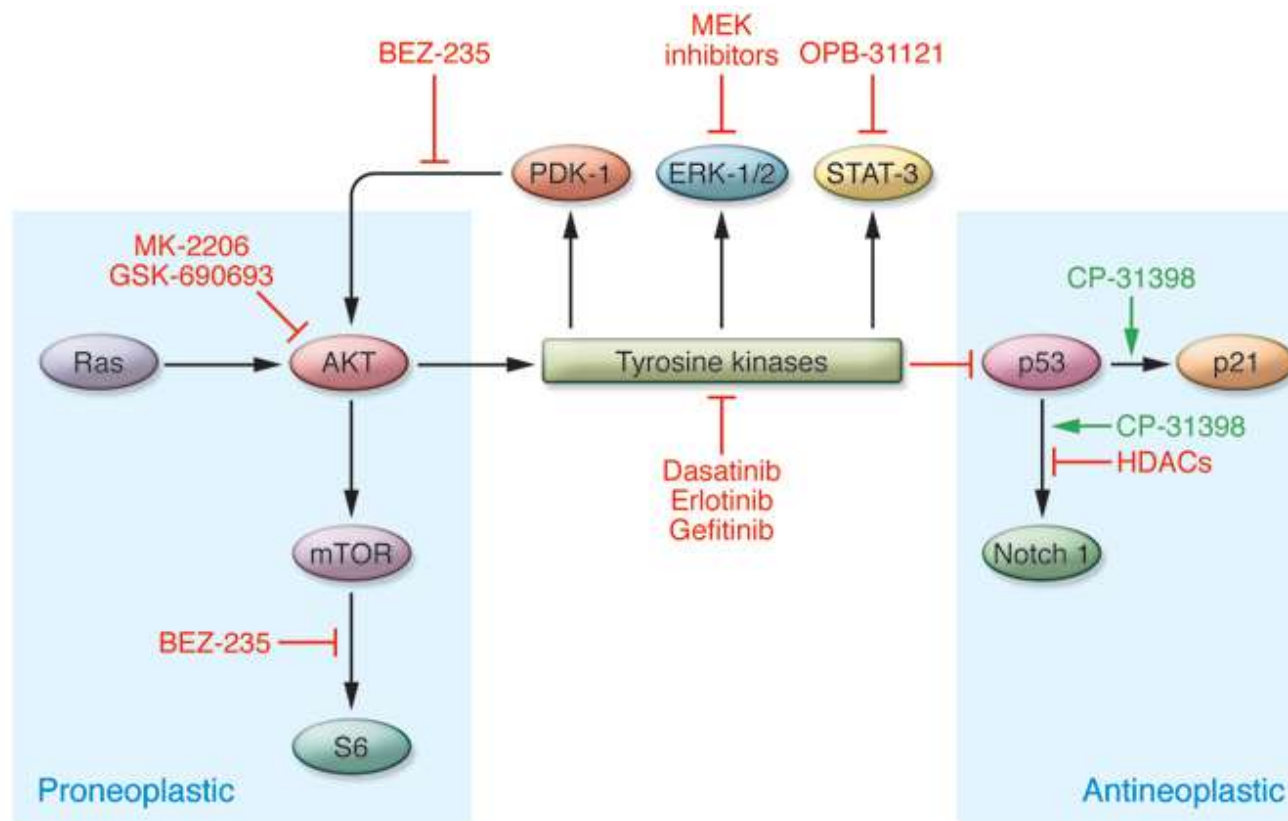 MEK
inhibitors
BEZ-235
OPB-31121
PDK-1
ERK-1/2
STAT-3
MK-2206
GSK-690693
CP-31398
Ras
AKT
Tyrosine kinases
p53
p21
CP-31398
HDACs
Dasatinib
Erlotinib
Gefitinib
mTOR
Notch 1
BEZ-235
S6
Proneoplastic
Antineoplastic